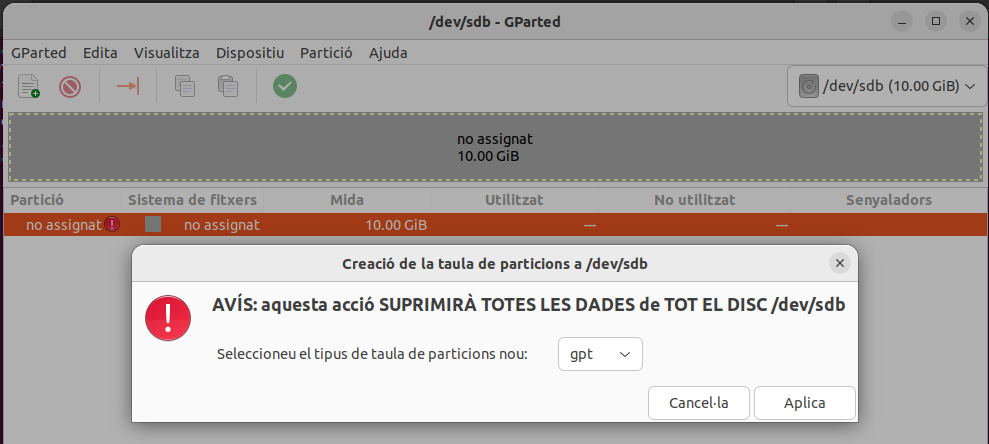 /dev/sdb - GParted
GParted Edita Visualitza Dispositiu Partició Ajuda
/dev/sdb (10.00 GiB)
no assignat
10.00 GiB
Partició Sistema de fitxers Mida Utilitzat No utilitzat Senyaladors
no assignat no assignat 10.00 GiB --- ---
Creació de la taula de particions a /dev/sdb
AVÍS: aquesta acció SUPRIMIRÀ TOTES LES DADES de TOT EL DISC /dev/sdb
Seleccioneu el tipus de taula de particions nou: gpt
Cancel·la Aplica